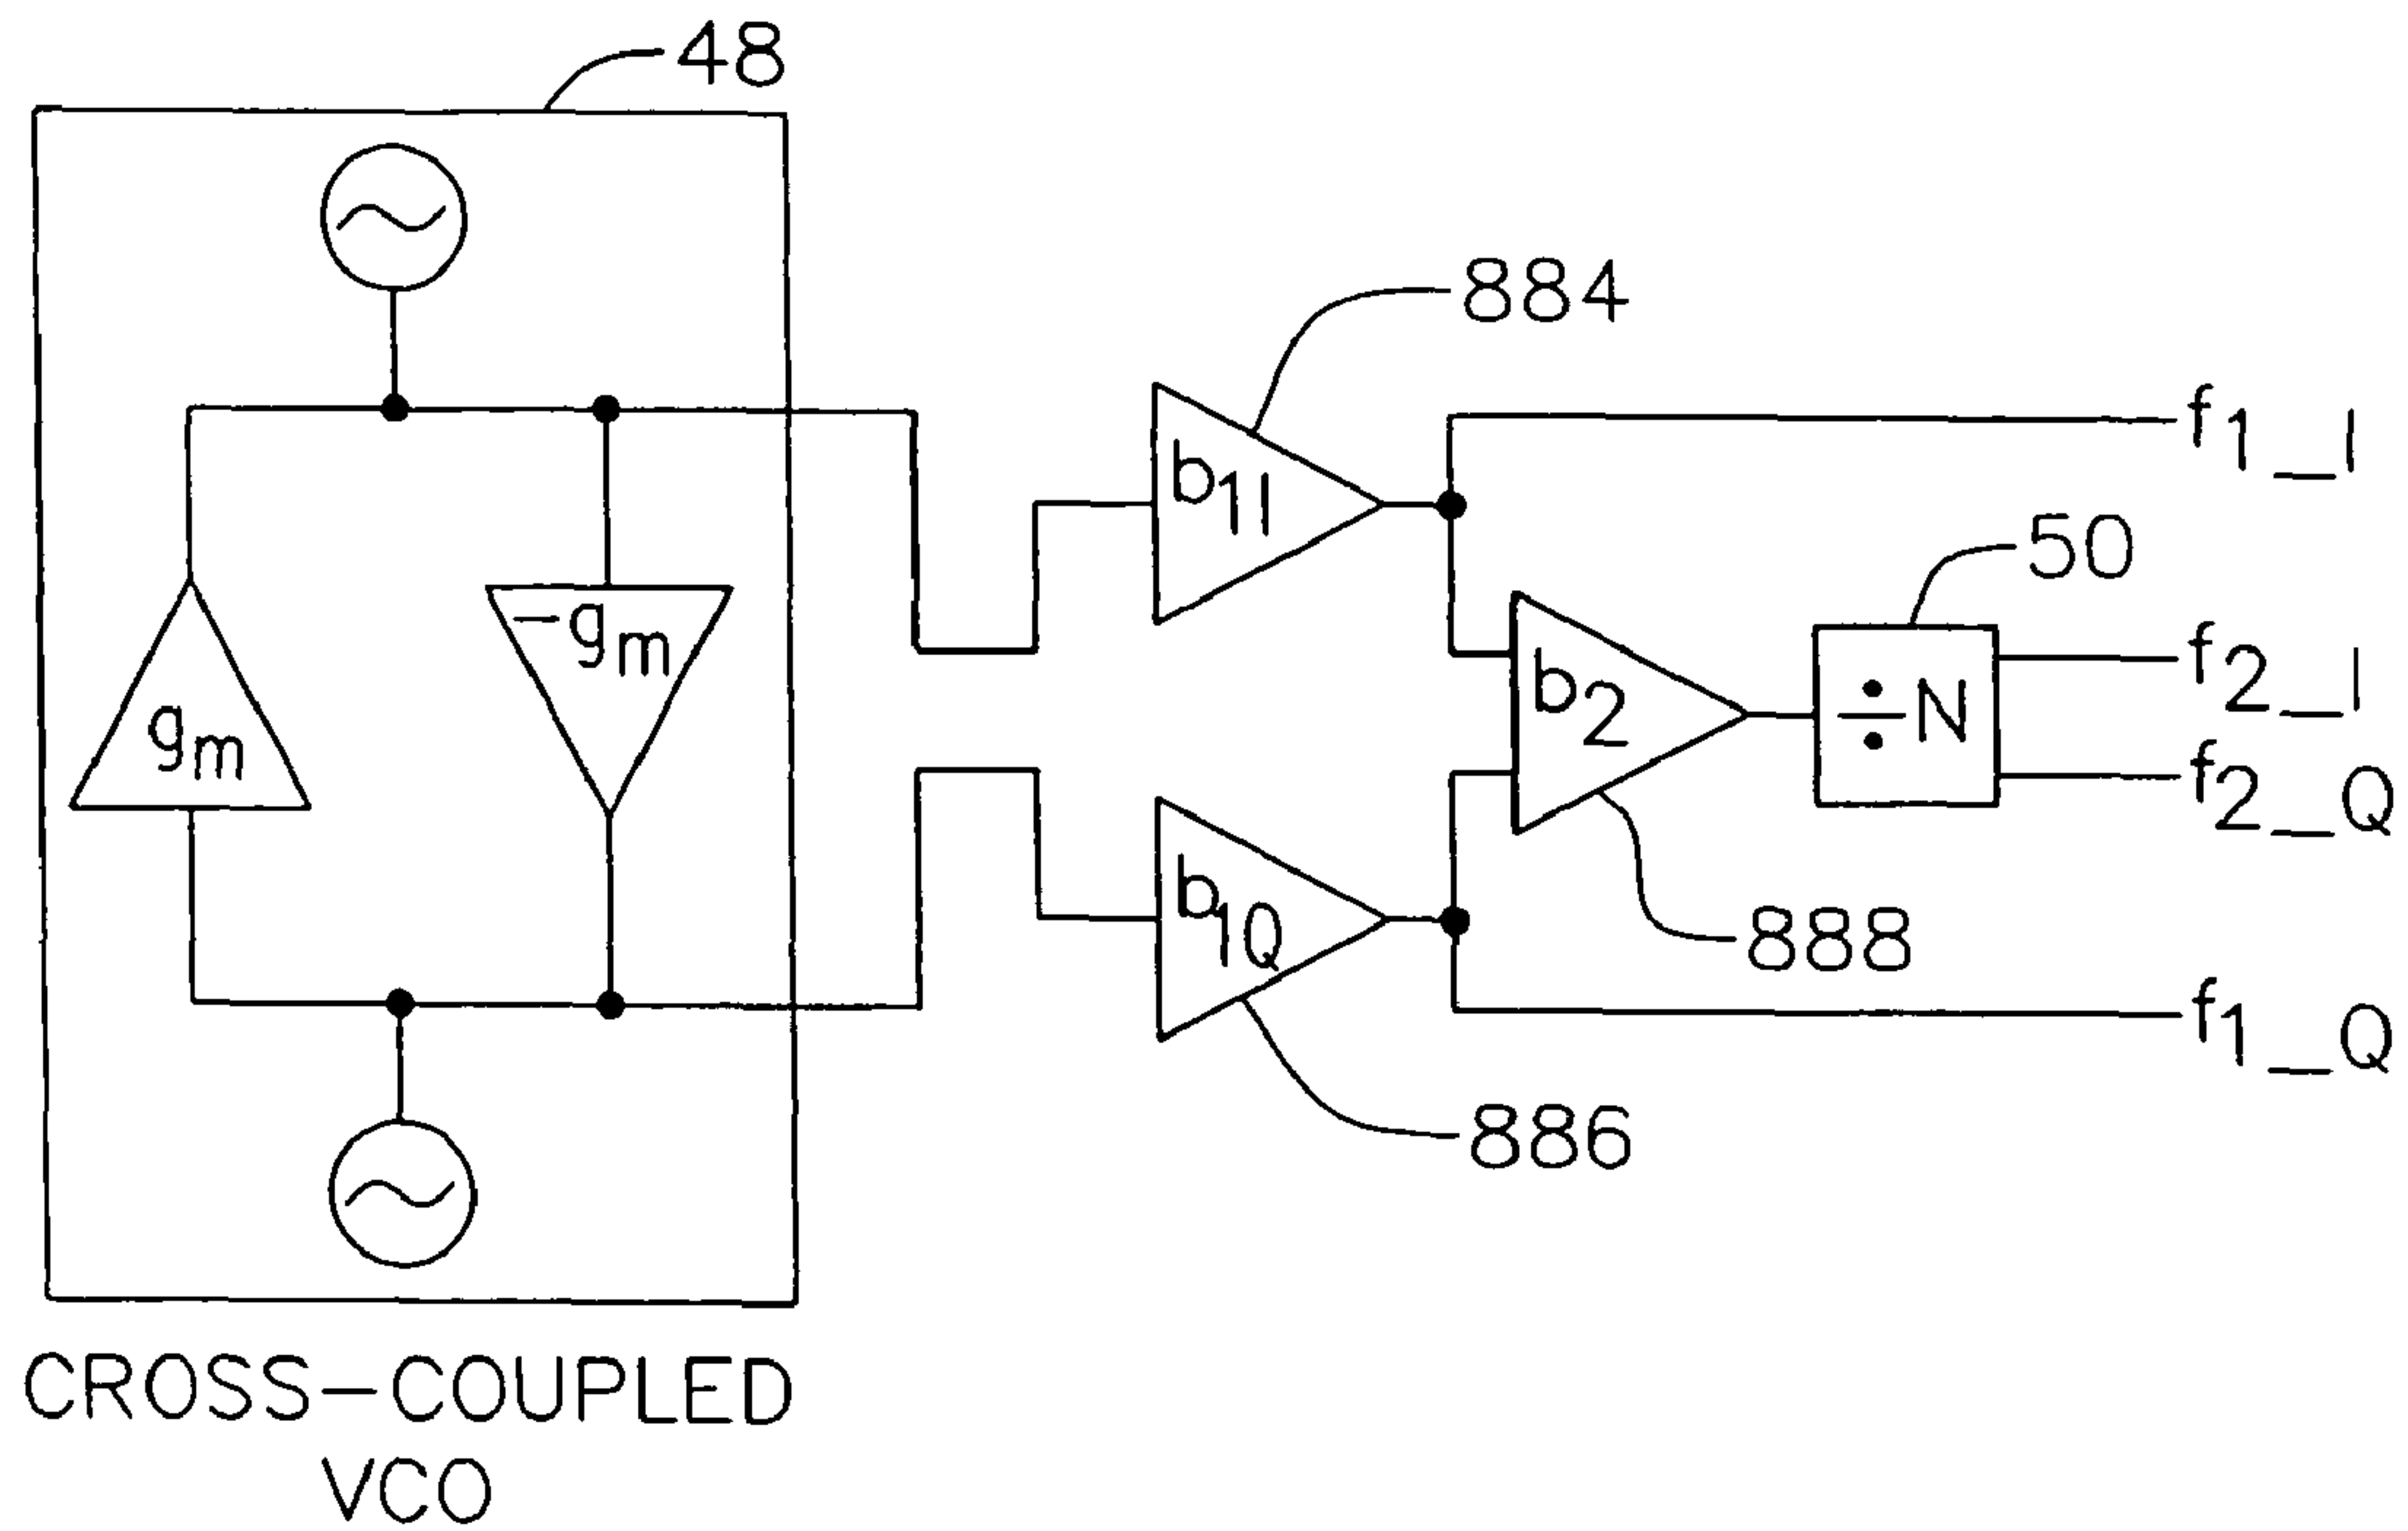 48
884
b1I
f1_I
50
-gm
gm
b2
÷N
f2_I
f2_Q
b1Q
888
f1_Q
886
CROSS-COUPLED
VCO